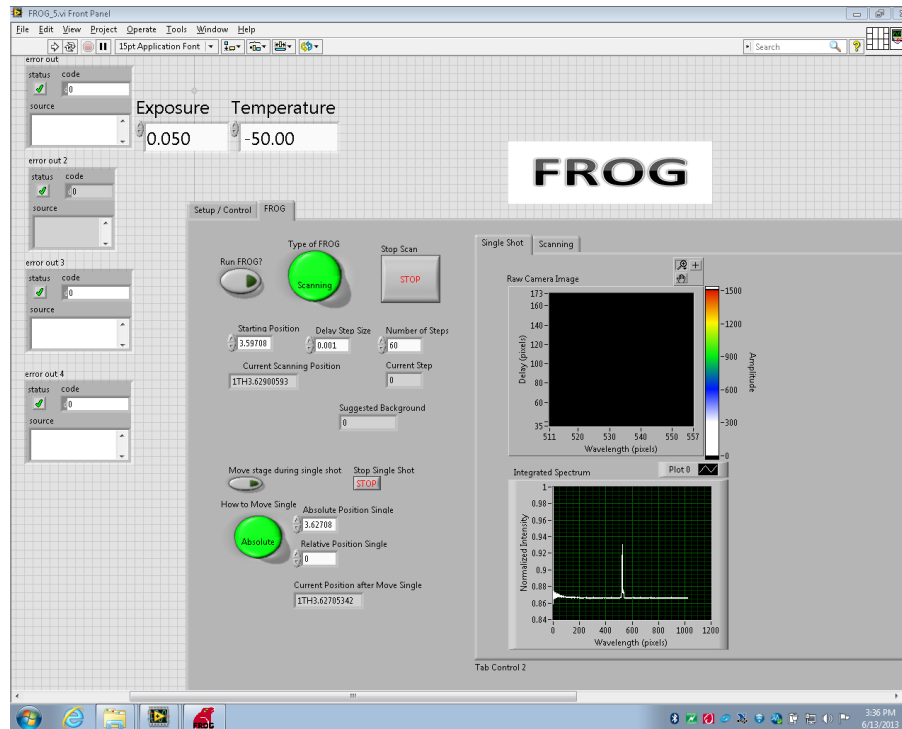 FROG_5.vi Front Panel
File Edit View Project Operate Tools Window Help
15pt Application Font
Search
error out
status code
0
source
Exposure Temperature
0.050 -50.00
error out 2
status code
0
source
error out 3
status code
0
source
error out 4
status code
0
source
FROG
Setup / Control FROG
Type of FROG
Run FROG?
Stop Scan
Scanning
STOP
Starting Position Delay Step Size Number of Steps
3.59708 0.001 60
Current Scanning Position Current Step
1TH3.62900593 0
Suggested Background
0
Move stage during single shot Stop Single Shot
STOP
How to Move Single
Absolute Position Single
3.62708
Absolute
Relative Position Single
0
Current Position after Move Single
1TH3.62705342
Single Shot Scanning
Raw Camera Image
173
160
140
120
100
80
60
35
Delay (pixels)
511 520 530 540 550 557
Wavelength (pixels)
1500
1200
900
600
300
0
Amplitude
Integrated Spectrum
Plot 0
1
0.98
0.96
0.94
0.92
0.9
0.88
0.86
0.84
Normalized Intensity
0 200 400 600 800 1000 1200
Wavelength (pixels)
Tab Control 2
FROG
3:36 PM
6/13/2013